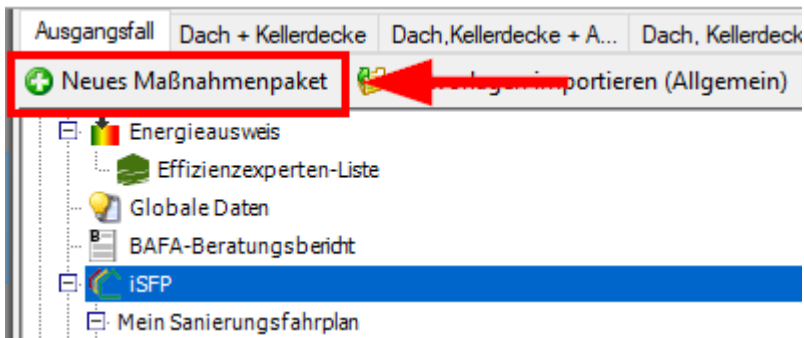 Ausgangsfall Dach + Kellerdecke Dach,Kellerdecke + A... Dach, Kellerdeck
Neues Maßnahmenpaket importieren (Allgemein)
Energieausweis
Effizienzexperten-Liste
Globale Daten
BAFA-Beratungsbericht
iSFP
Mein Sanierungsfahrplan